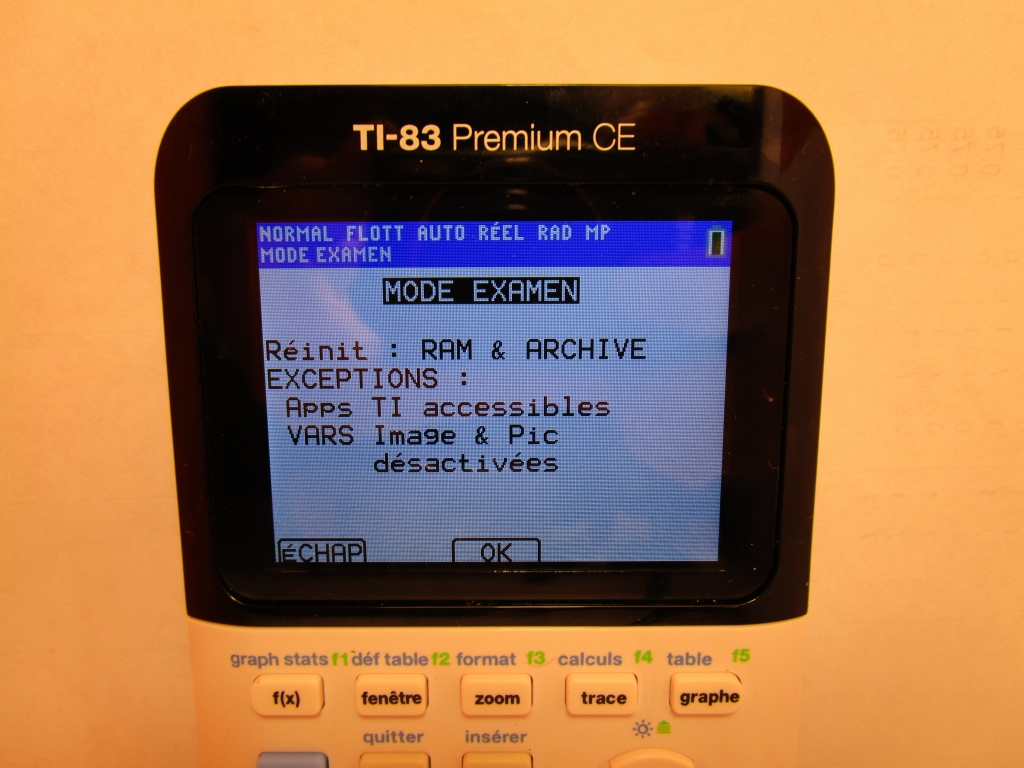 TI-83 Premium CE
NORMAL FLOTT AUTO RÉEL RAD MP
MODE EXAMEN
MODE EXAMEN
Réinit : RAM & ARCHIVE
EXCEPTIONS :
Apps TI accessibles
VARS Image & Pic
désactivées
ÉCHAP OK
graph stats f1 déf table f2 format f3 calculs f4 table f5
f(x) fenêtre zoom trace graphe
quitter insérer